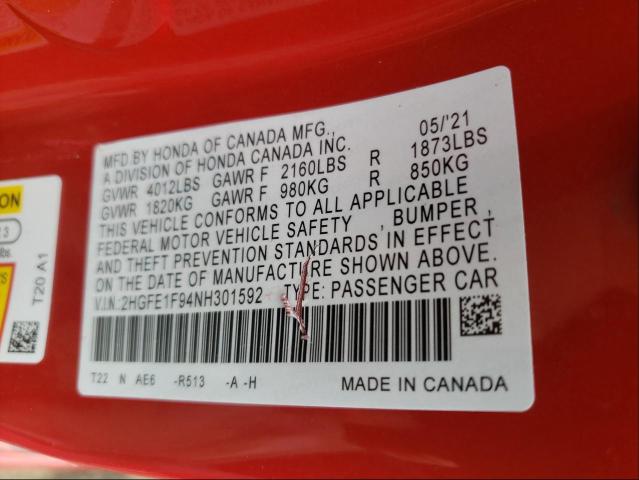 MFD.BY HONDA OF CANADA MFG., 05/'21
A DIVISION OF HONDA CANADA INC.
GVWR 4012LBS GAWR F 2160LBS R 1873LBS
GVWR 1820KG GAWR F 980KG R 850KG
THIS VEHICLE CONFORMS TO ALL APPLICABLE
FEDERAL MOTOR VEHICLE SAFETY , BUMPER ,
AND THEFT PREVENTION STANDARDS IN EFFECT
ON THE DATE OF MANUFACTURE SHOWN ABOVE.
V.I.N:2HGFE1F94NH301592 TYPE: PASSENGER CAR
T22 N AE6 -R513 -A -H MADE IN CANADA
T20 A1